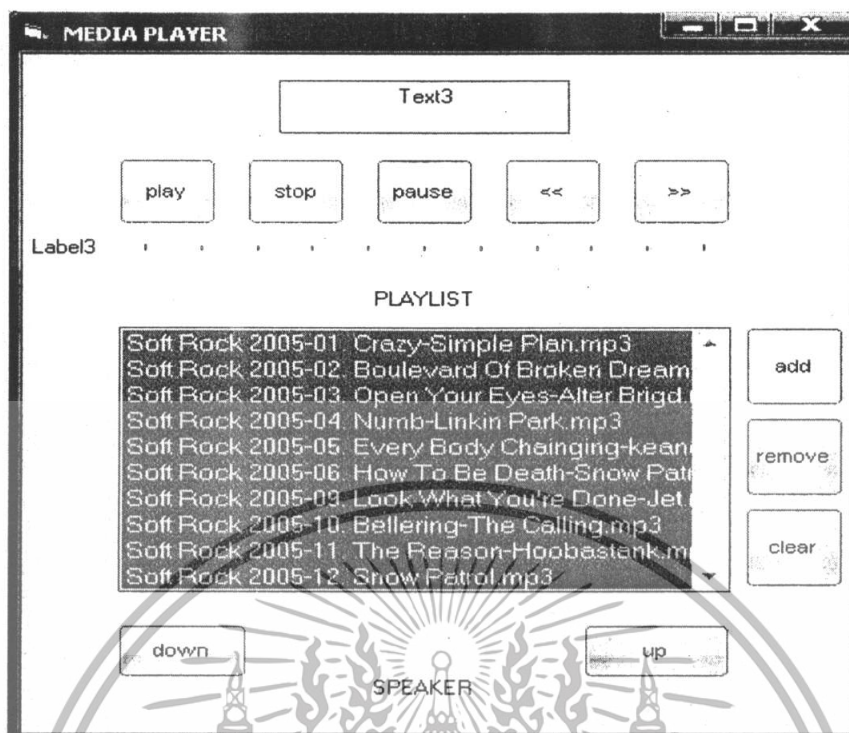 MEDIA PLAYER
Text3
play stop pause << >>
Label3
PLAYLIST
Soft Rock 2005-01. Crazy-Simple Plan.mp3
Soft Rock 2005-02. Boulevard Of Broken Dream
Soft Rock 2005-03. Open Your Eyes-Alter Brigd.
Soft Rock 2005-04. Numb-Linkin Park.mp3
Soft Rock 2005-05. Every Body Chainging-kean
Soft Rock 2005-06. How To Be Death-Snow Patr
Soft Rock 2005-09. Look What You're Done-Jet.
Soft Rock 2005-10. Bellering-The Calling.mp3
Soft Rock 2005-11. The Reason-Hoobastank.m
Soft Rock 2005-12. Snow Patrol.mp3
add
remove
clear
down up
SPEAKER